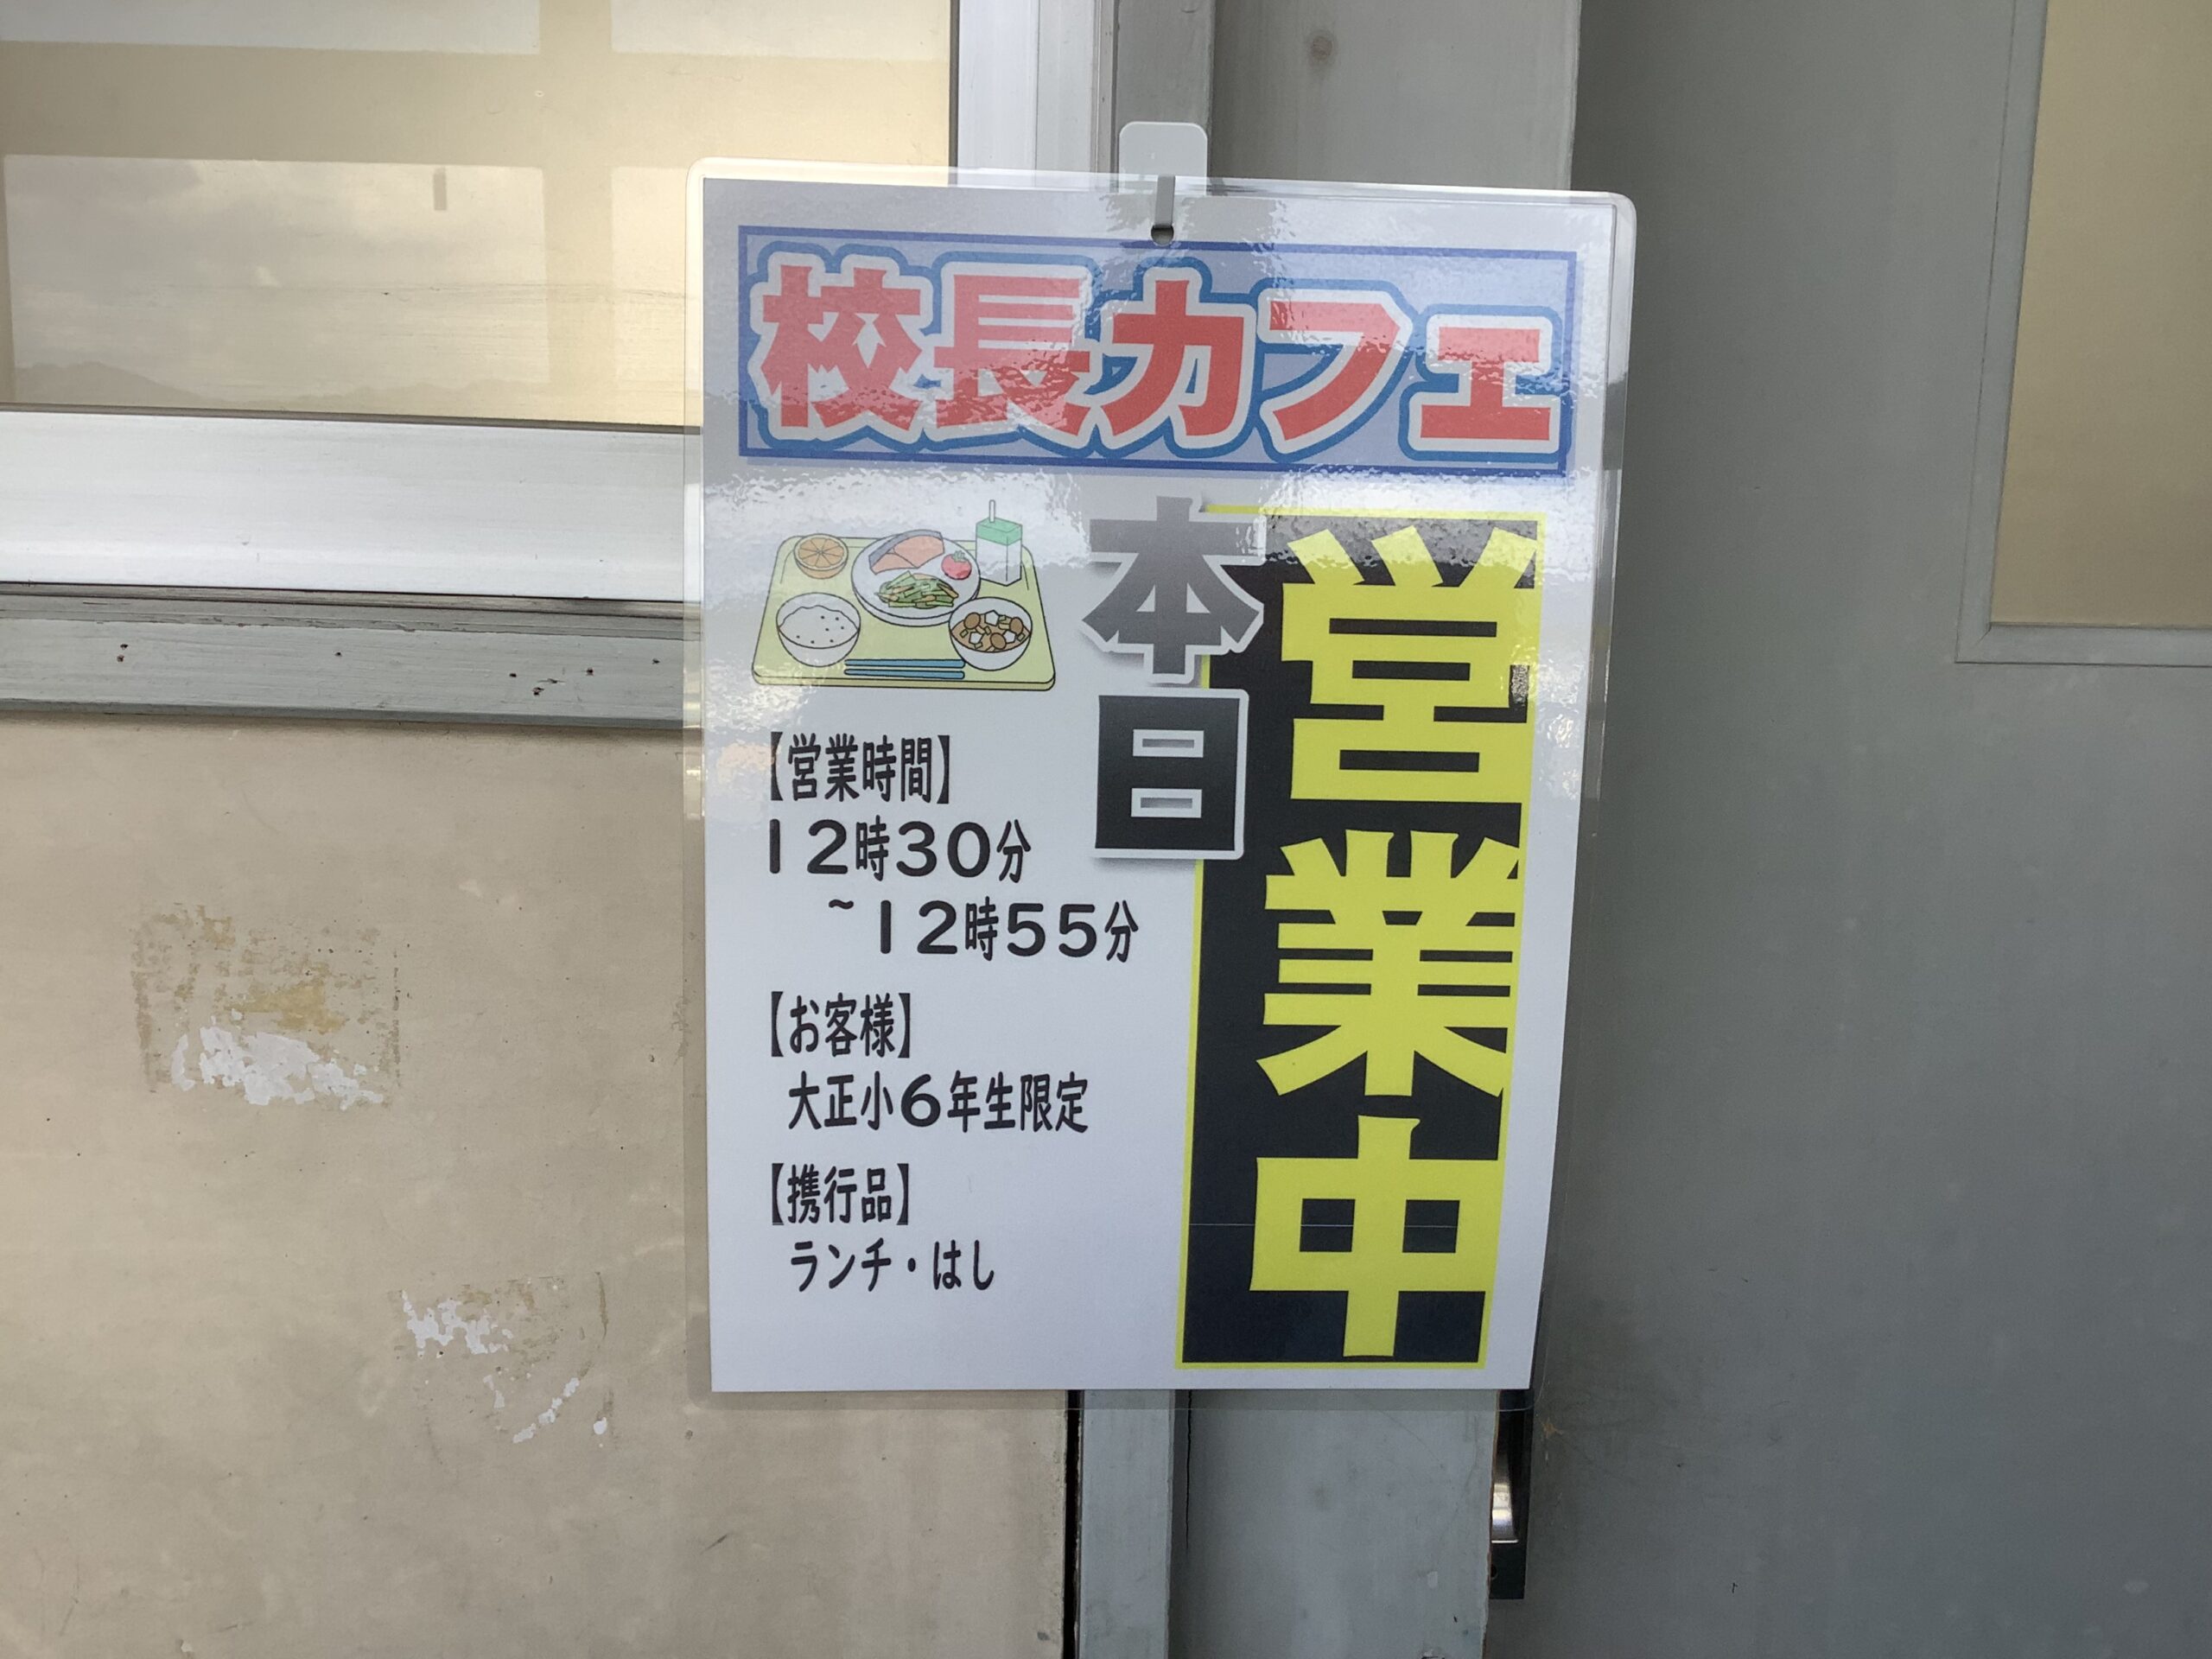 校長カフェ
本日
営業中
【営業時間】
12時30分
~12時55分
【お客様】
大正小6年生限定
【携行品】
ランチ・はし